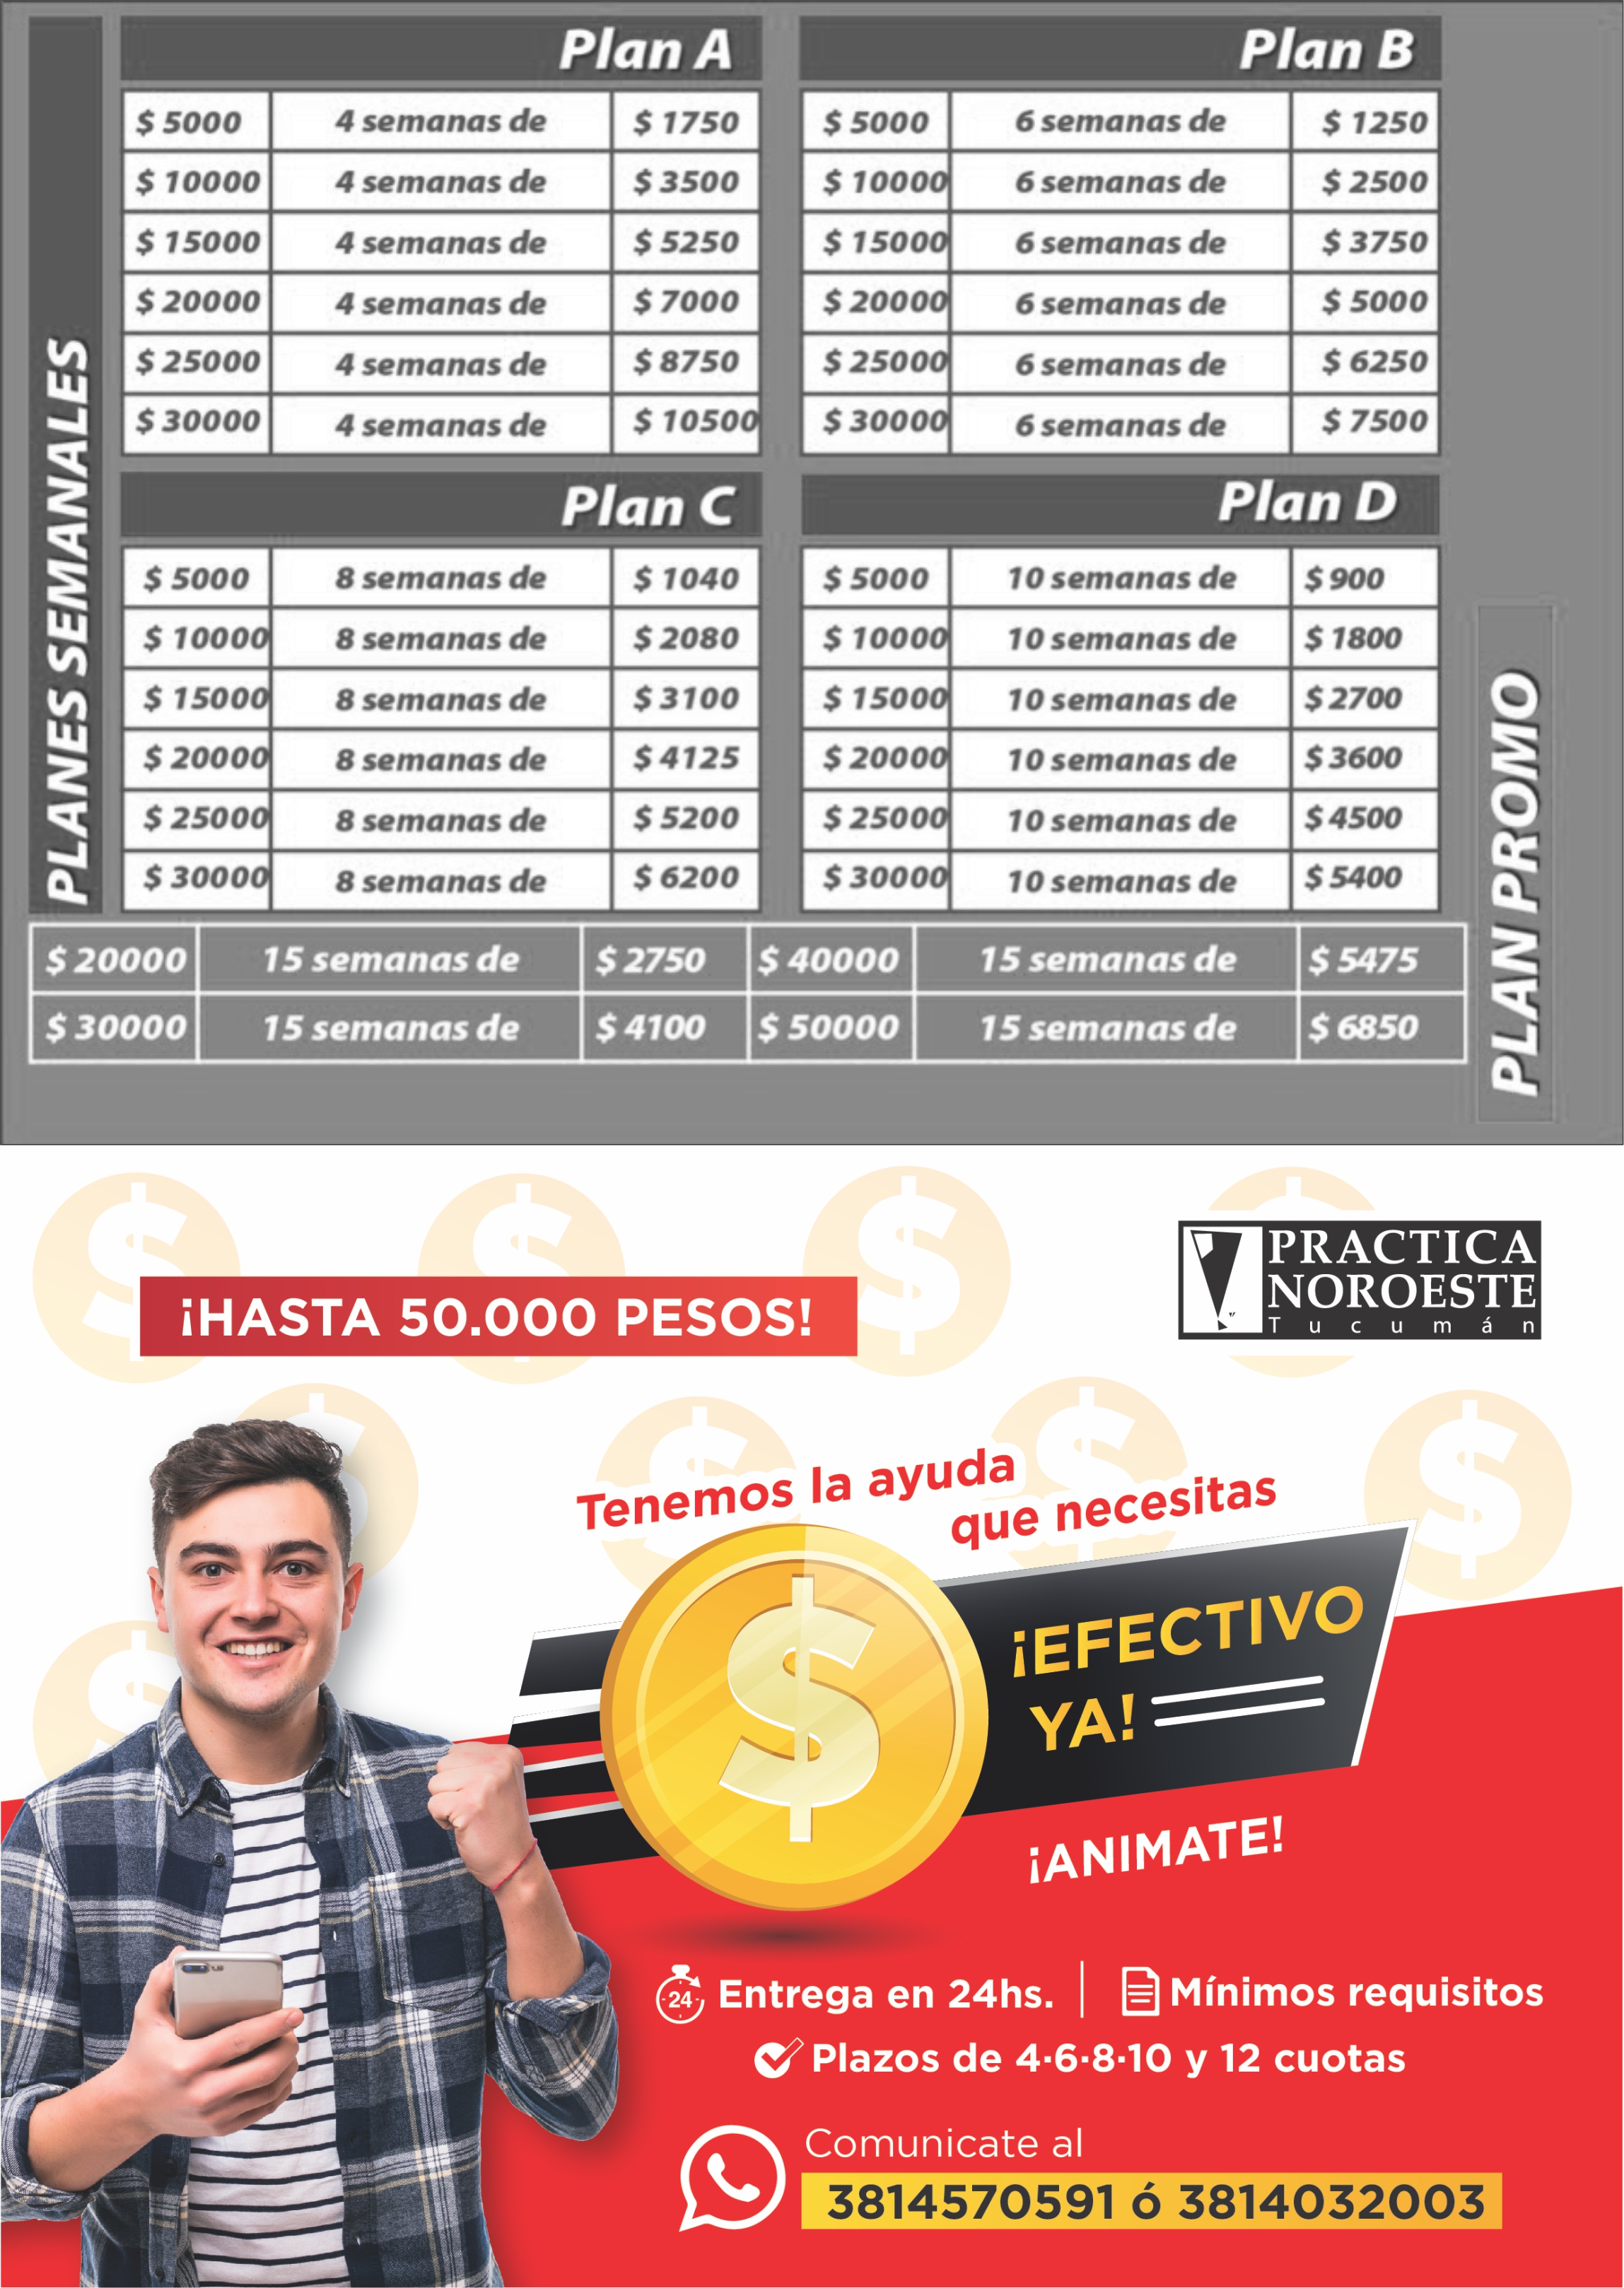 PLANES SEMANALES
Plan A
$ 5000 4 semanas de $ 1750
$ 10000 4 semanas de $ 3500
$ 15000 4 semanas de $ 5250
$ 20000 4 semanas de $ 7000
$ 25000 4 semanas de $ 8750
$ 30000 4 semanas de $ 10500
Plan B
$ 5000 6 semanas de $ 1250
$ 10000 6 semanas de $ 2500
$ 15000 6 semanas de $ 3750
$ 20000 6 semanas de $ 5000
$ 25000 6 semanas de $ 6250
$ 30000 6 semanas de $ 7500
Plan C
$ 5000 8 semanas de $ 1040
$ 10000 8 semanas de $ 2080
$ 15000 8 semanas de $ 3100
$ 20000 8 semanas de $ 4125
$ 25000 8 semanas de $ 5200
$ 30000 8 semanas de $ 6200
Plan D
$ 5000 10 semanas de $ 900
$ 10000 10 semanas de $ 1800
$ 15000 10 semanas de $ 2700
$ 20000 10 semanas de $ 3600
$ 25000 10 semanas de $ 4500
$ 30000 10 semanas de $ 5400
PLAN PROMO
$ 20000 15 semanas de $ 2750 $ 40000 15 semanas de $ 5475
$ 30000 15 semanas de $ 4100 $ 50000 15 semanas de $ 6850
¡HASTA 50.000 PESOS!
PRACTICA
NOROESTE
Tucumán
Tenemos la ayuda
que necesitas
$
¡EFECTIVO
YA!
¡ANIMATE!
24 Entrega en 24hs. Mínimos requisitos
Plazos de 4·6·8·10 y 12 cuotas
Comunicate al
3814570591 ó 3814032003